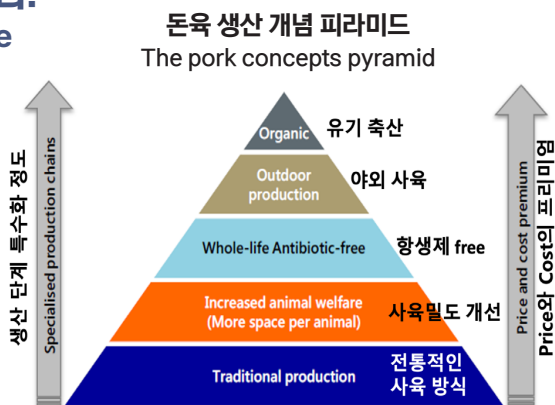 e
돈육 생산 개념 피라미드
The pork concepts pyramid
생산 단계 특수화 정도
Specialised production chains
Organic
유기 축산
Outdoor
production
야외 사육
Whole-life Antibiotic-free
항생제 free
Increased animal welfare
(More space per animal)
사육밀도 개선
Traditional production
전통적인
사육 방식
Price and cost premium
Price와 Cost의 프리미엄